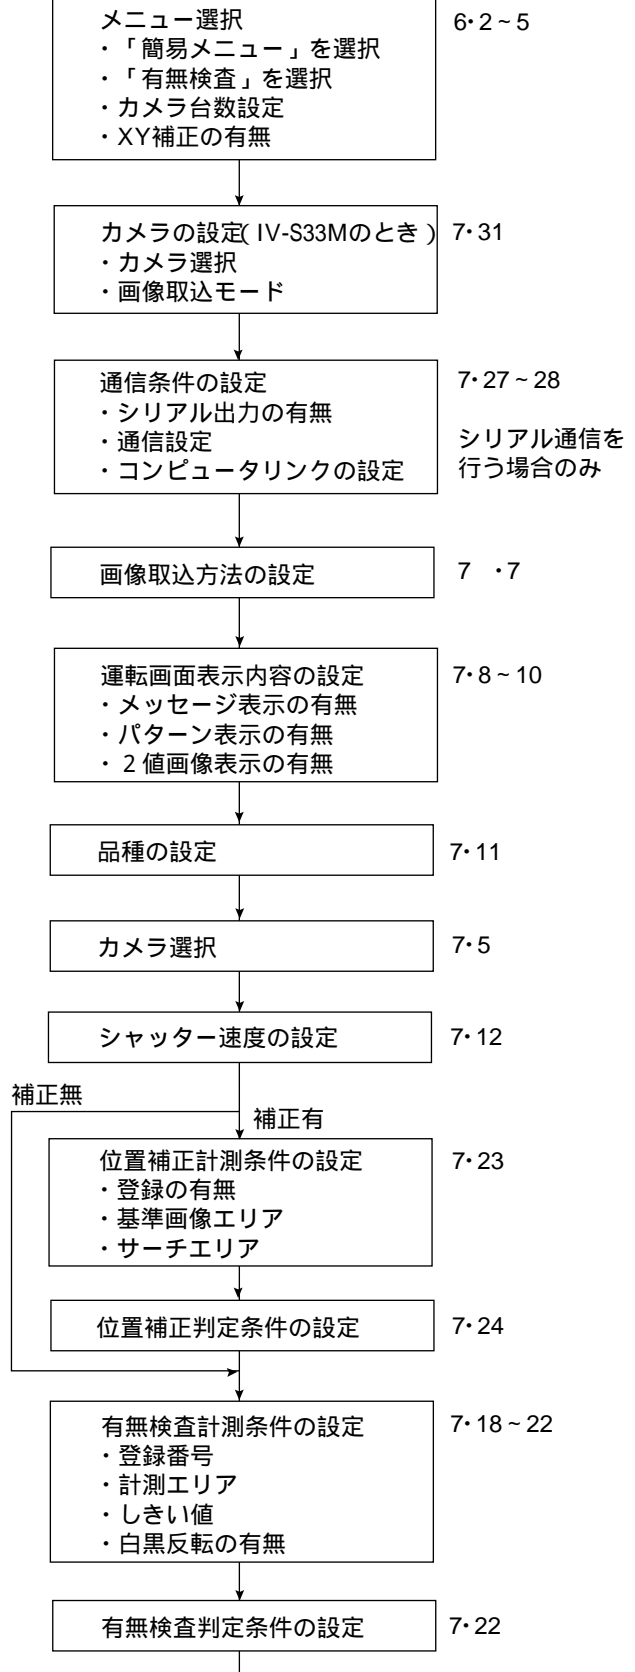 メニュー選択 6・2～5
・「簡易メニュー」を選択
・「有無検査」を選択
・カメラ台数設定
・XY補正の有無
カメラの設定(IV-S33Mのとき) 7・31
・カメラ選択
・画像取込モード
通信条件の設定 7・27～28
・シリアル出力の有無
・通信設定
・コンピュータリンクの設定
シリアル通信を
行う場合のみ
画像取込方法の設定 7 ・7
運転画面表示内容の設定 7・8～10
・メッセージ表示の有無
・パターン表示の有無
・２値画像表示の有無
品種の設定 7・11
カメラ選択 7・5
シャッター速度の設定 7・12
補正無
補正有
位置補正計測条件の設定 7・23
・登録の有無
・基準画像エリア
・サーチエリア
位置補正判定条件の設定 7・24
有無検査計測条件の設定 7・18～22
・登録番号
・計測エリア
・しきい値
・白黒反転の有無
有無検査判定条件の設定 7・22